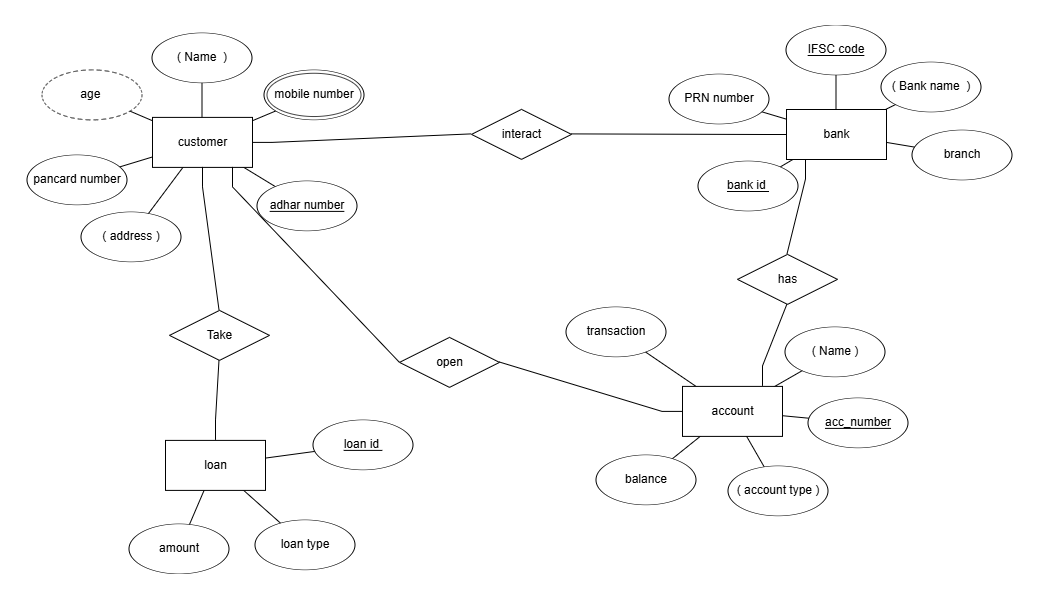 IFSC code
( Name )
( Bank name )
age
mobile number
PRN number
customer
interact
bank
branch
pancard number
bank id
adhar number
( address )
has
Take
transaction
( Name )
open
account
acc_number
loan id
loan
balance
( account type )
amount
loan type